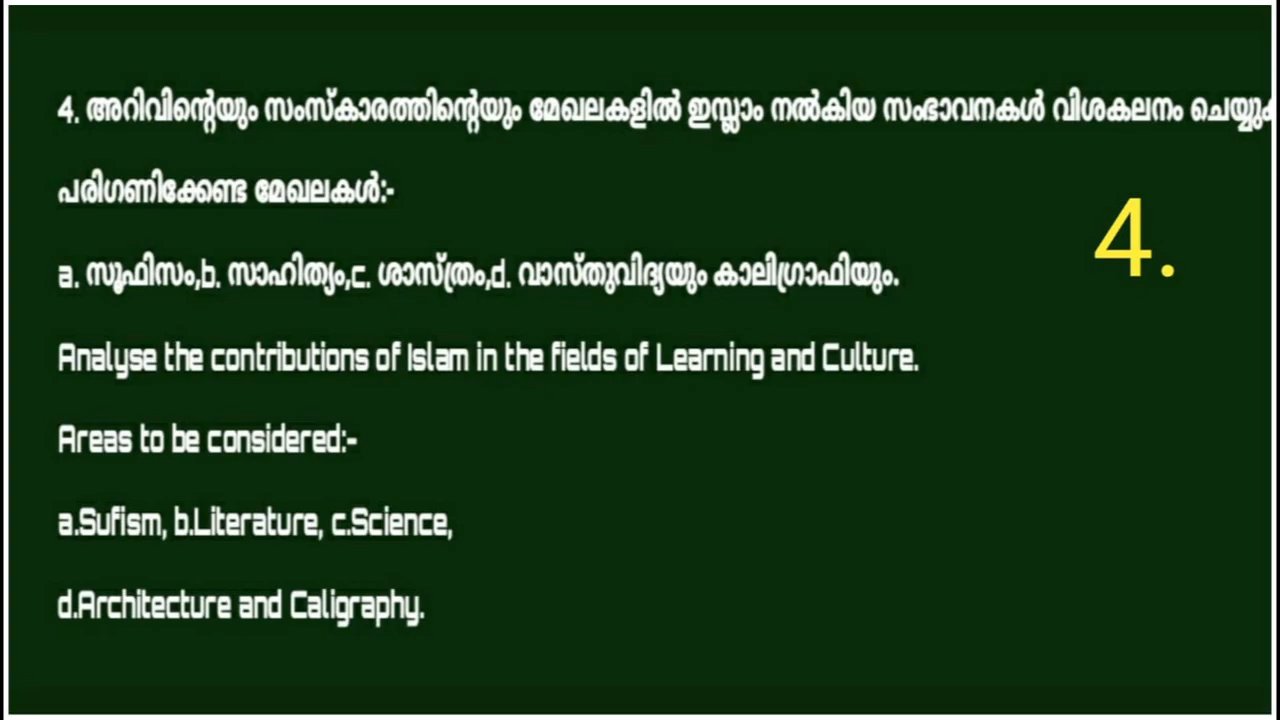 4. അറിവിന്റെയും സംസ്കാരത്തിന്റെയും മേഖലകളിൽ ഇസ്ലാം നൽകിയ സംഭാവനകൾ വിശകലനം
പരിഗണിക്കേണ്ട മേഖലകൾ:-
4.
a. സൂഫിസം,b. സാഹിത്യം,c. ശാസ്ത്രം,d. വാസ്തുവിദ്യയും കാലിഗ്രാഫിയും.
Analyse the contributions of Islam in the fields of Learning and Culture.
Areas to be considered:-
a.Sufism, b.Literature, c.Science,
d.Architecture and Caligraphy.